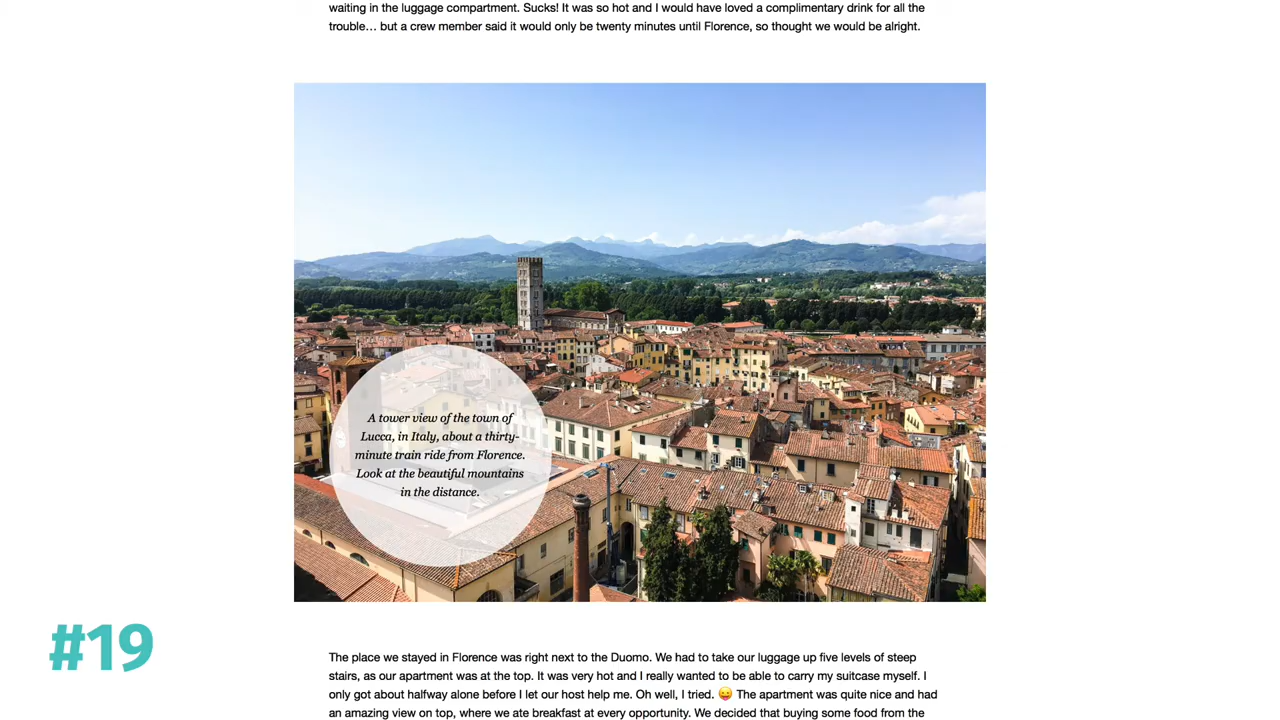 waiting in the luggage compartment. Sucks! It was so hot and I would have loved a complimentary drink for all the
trouble… but a crew member said it would only be twenty minutes until Florence, so thought we would be alright.
A tower view of the town of
Lucca, in Italy, about a thirty-
minute train ride from Florence.
Look at the beautiful mountains
in the distance.
#19
The place we stayed in Florence was right next to the Duomo. We had to take our luggage up five levels of steep
stairs, as our apartment was at the top. It was very hot and I really wanted to be able to carry my suitcase myself. I
only got about halfway alone before I let our host help me. Oh well, I tried. 😛 The apartment was quite nice and had
an amazing view on top, where we ate breakfast at every opportunity. We decided that buying some food from the